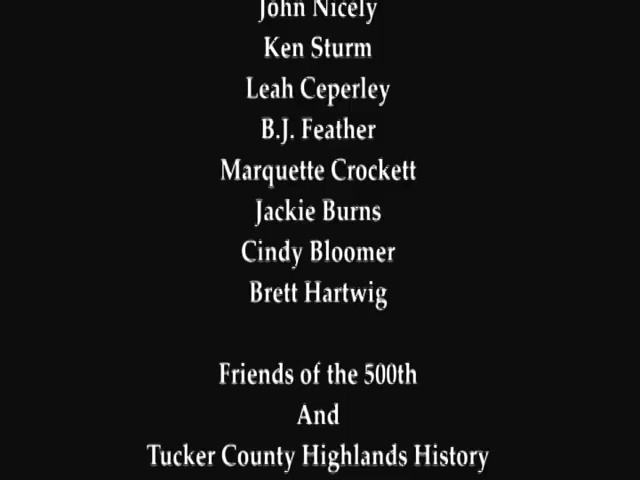 John Nicely
Ken Sturm
Leah Ceperley
B.J. Feather
Marquette Crockett
Jackie Burns
Cindy Bloomer
Brett Hartwig
Friends of the 500th
And
Tucker County Highlands History